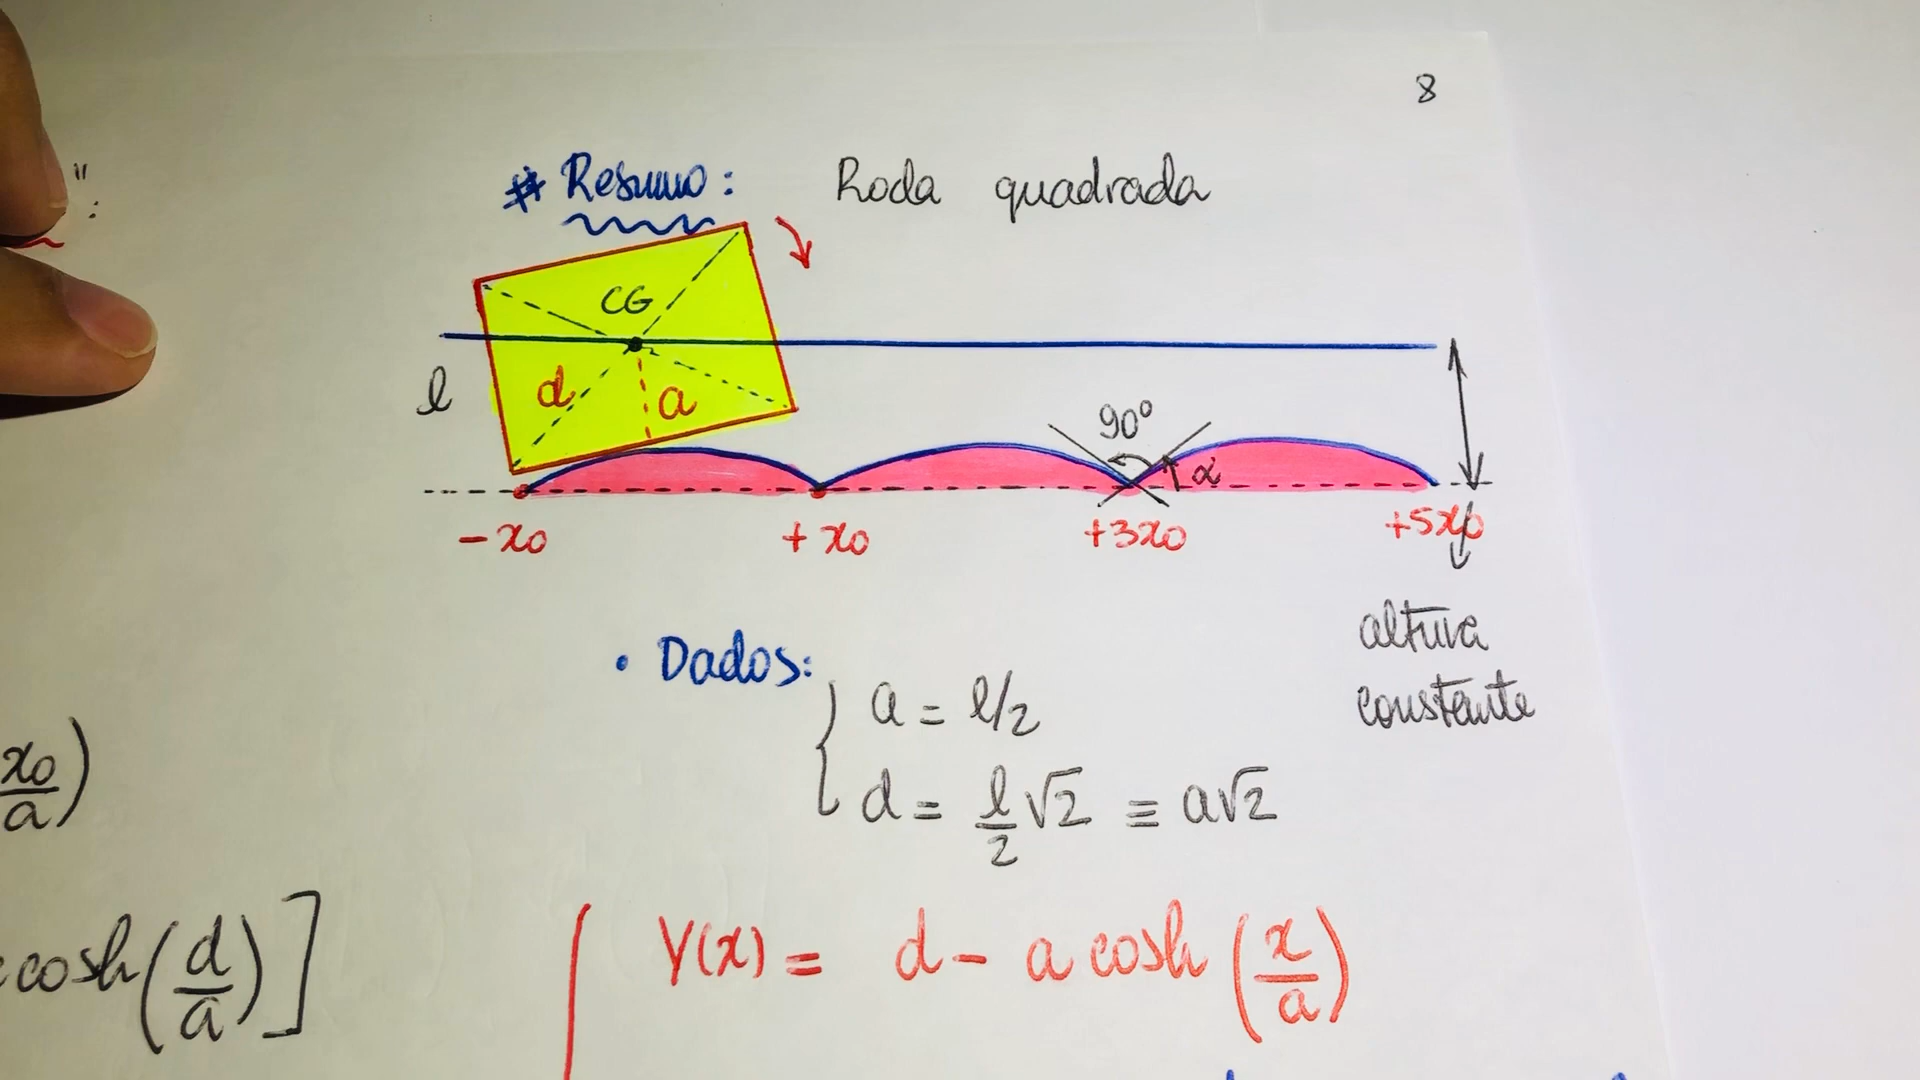 8
":
# Resumo: Roda quadrada
CG
l
d
a
90°
α
-x₀ +x₀ +3x₀ +5x₀
altura
constante
• Dados:
a = l/2
d = l/2 √2 ≡ a√2
x₀/a)
cosh(d/a)]
Y(x) = d - a cosh(x/a)